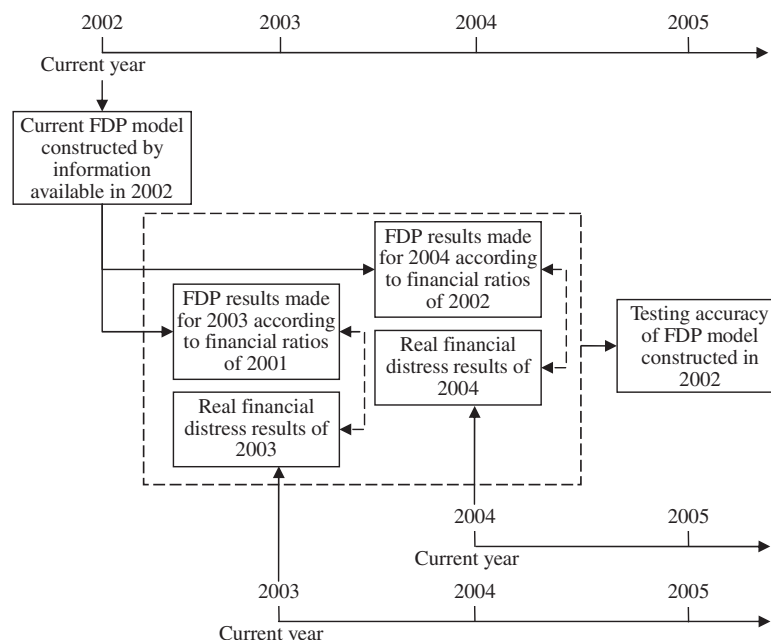 2002 2003 2004 2005
Current year
Current FDP model
constructed by
information
available in 2002
FDP results made
for 2004 according
to financial ratios
of 2002
FDP results made
for 2003 according
to financial ratios
of 2001
Testing accuracy
of FDP model
constructed in
2002
Real financial
distress results of
2004
Real financial
distress results of
2003
2004 2005
Current year
2003 2004 2005
Current year